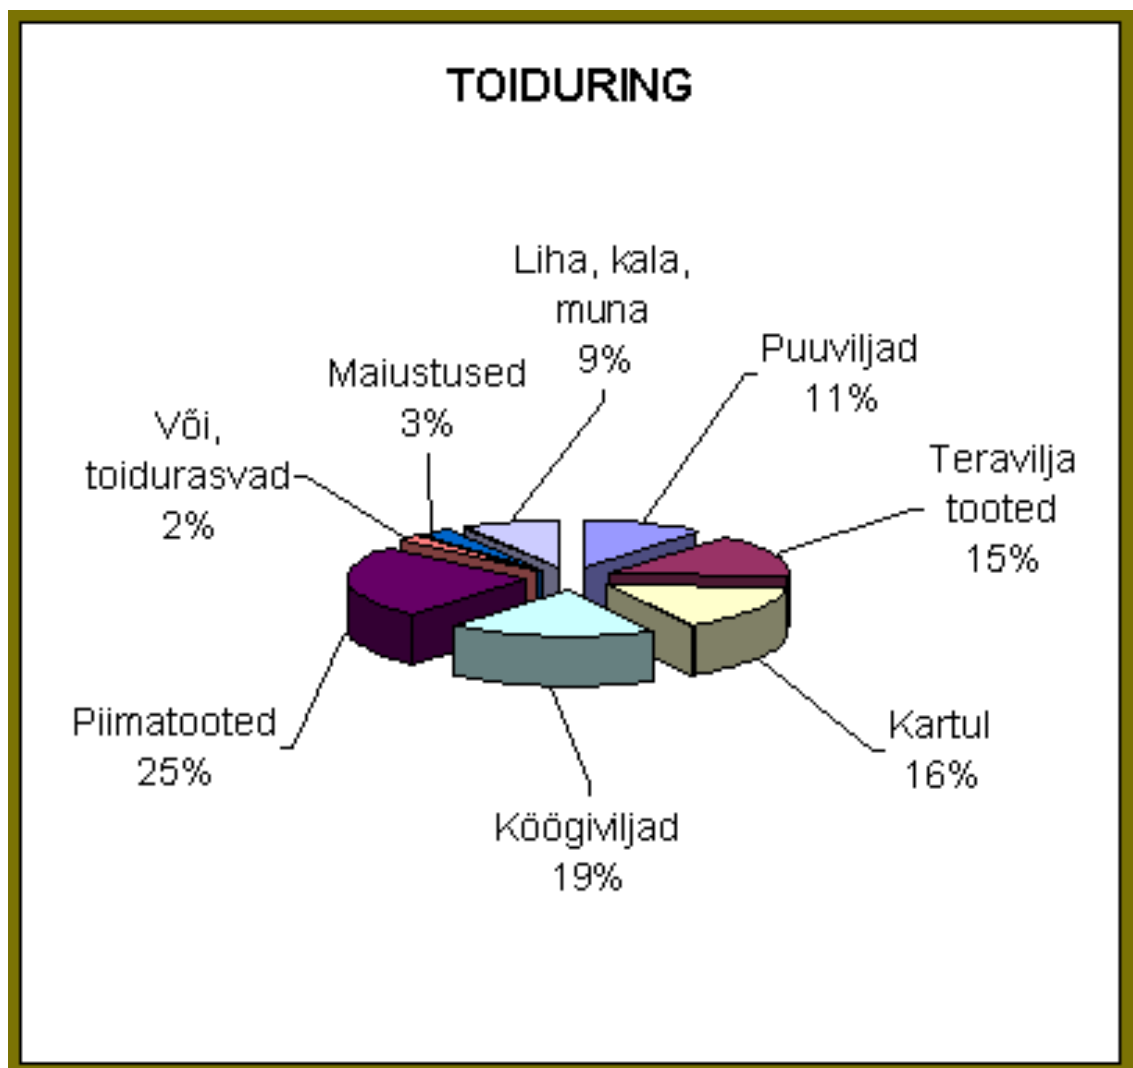 TOIDURING
Liha, kala,
muna
9%
Puuviljad
11%
Maiustused
3%
Või,
toidurasvad
2%
Teravilja
tooted
15%
Piimatooted
25%
Kartul
16%
Köögiviljad
19%